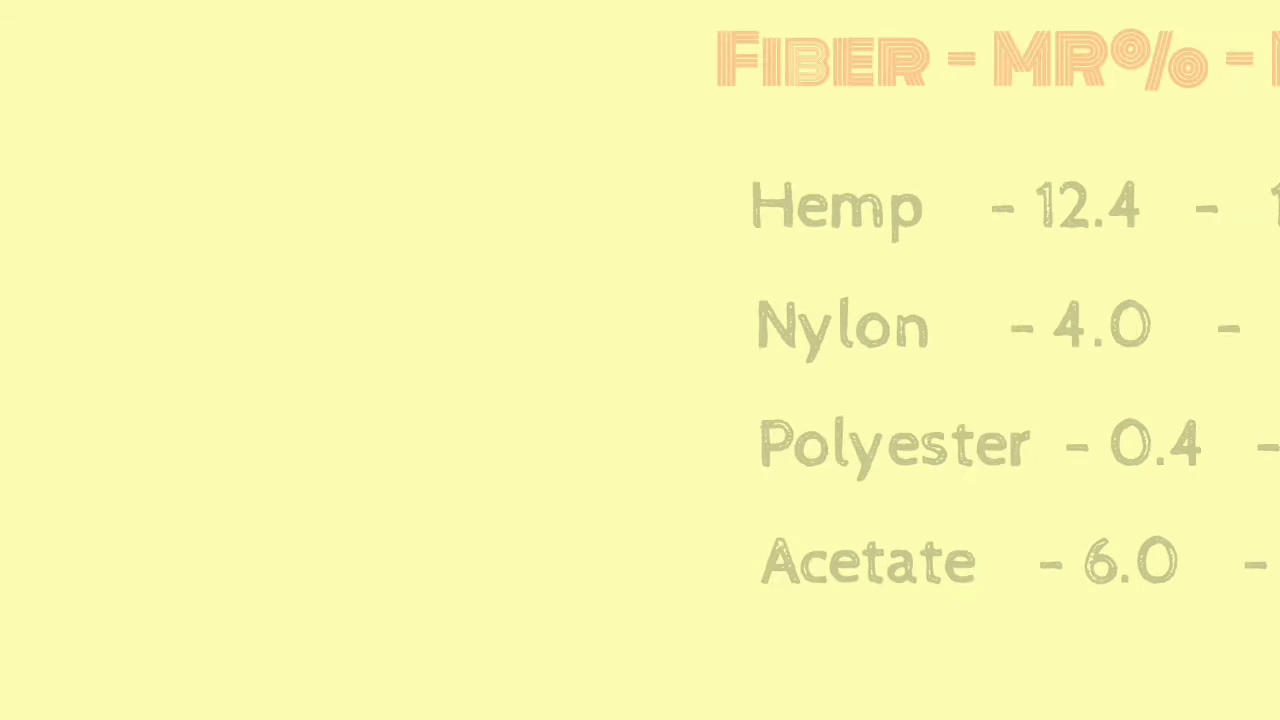 FIBER - MR% -
Hemp - 12.4 -
Nylon - 4.0 -
Polyester - 0.4 -
Acetate - 6.0 -